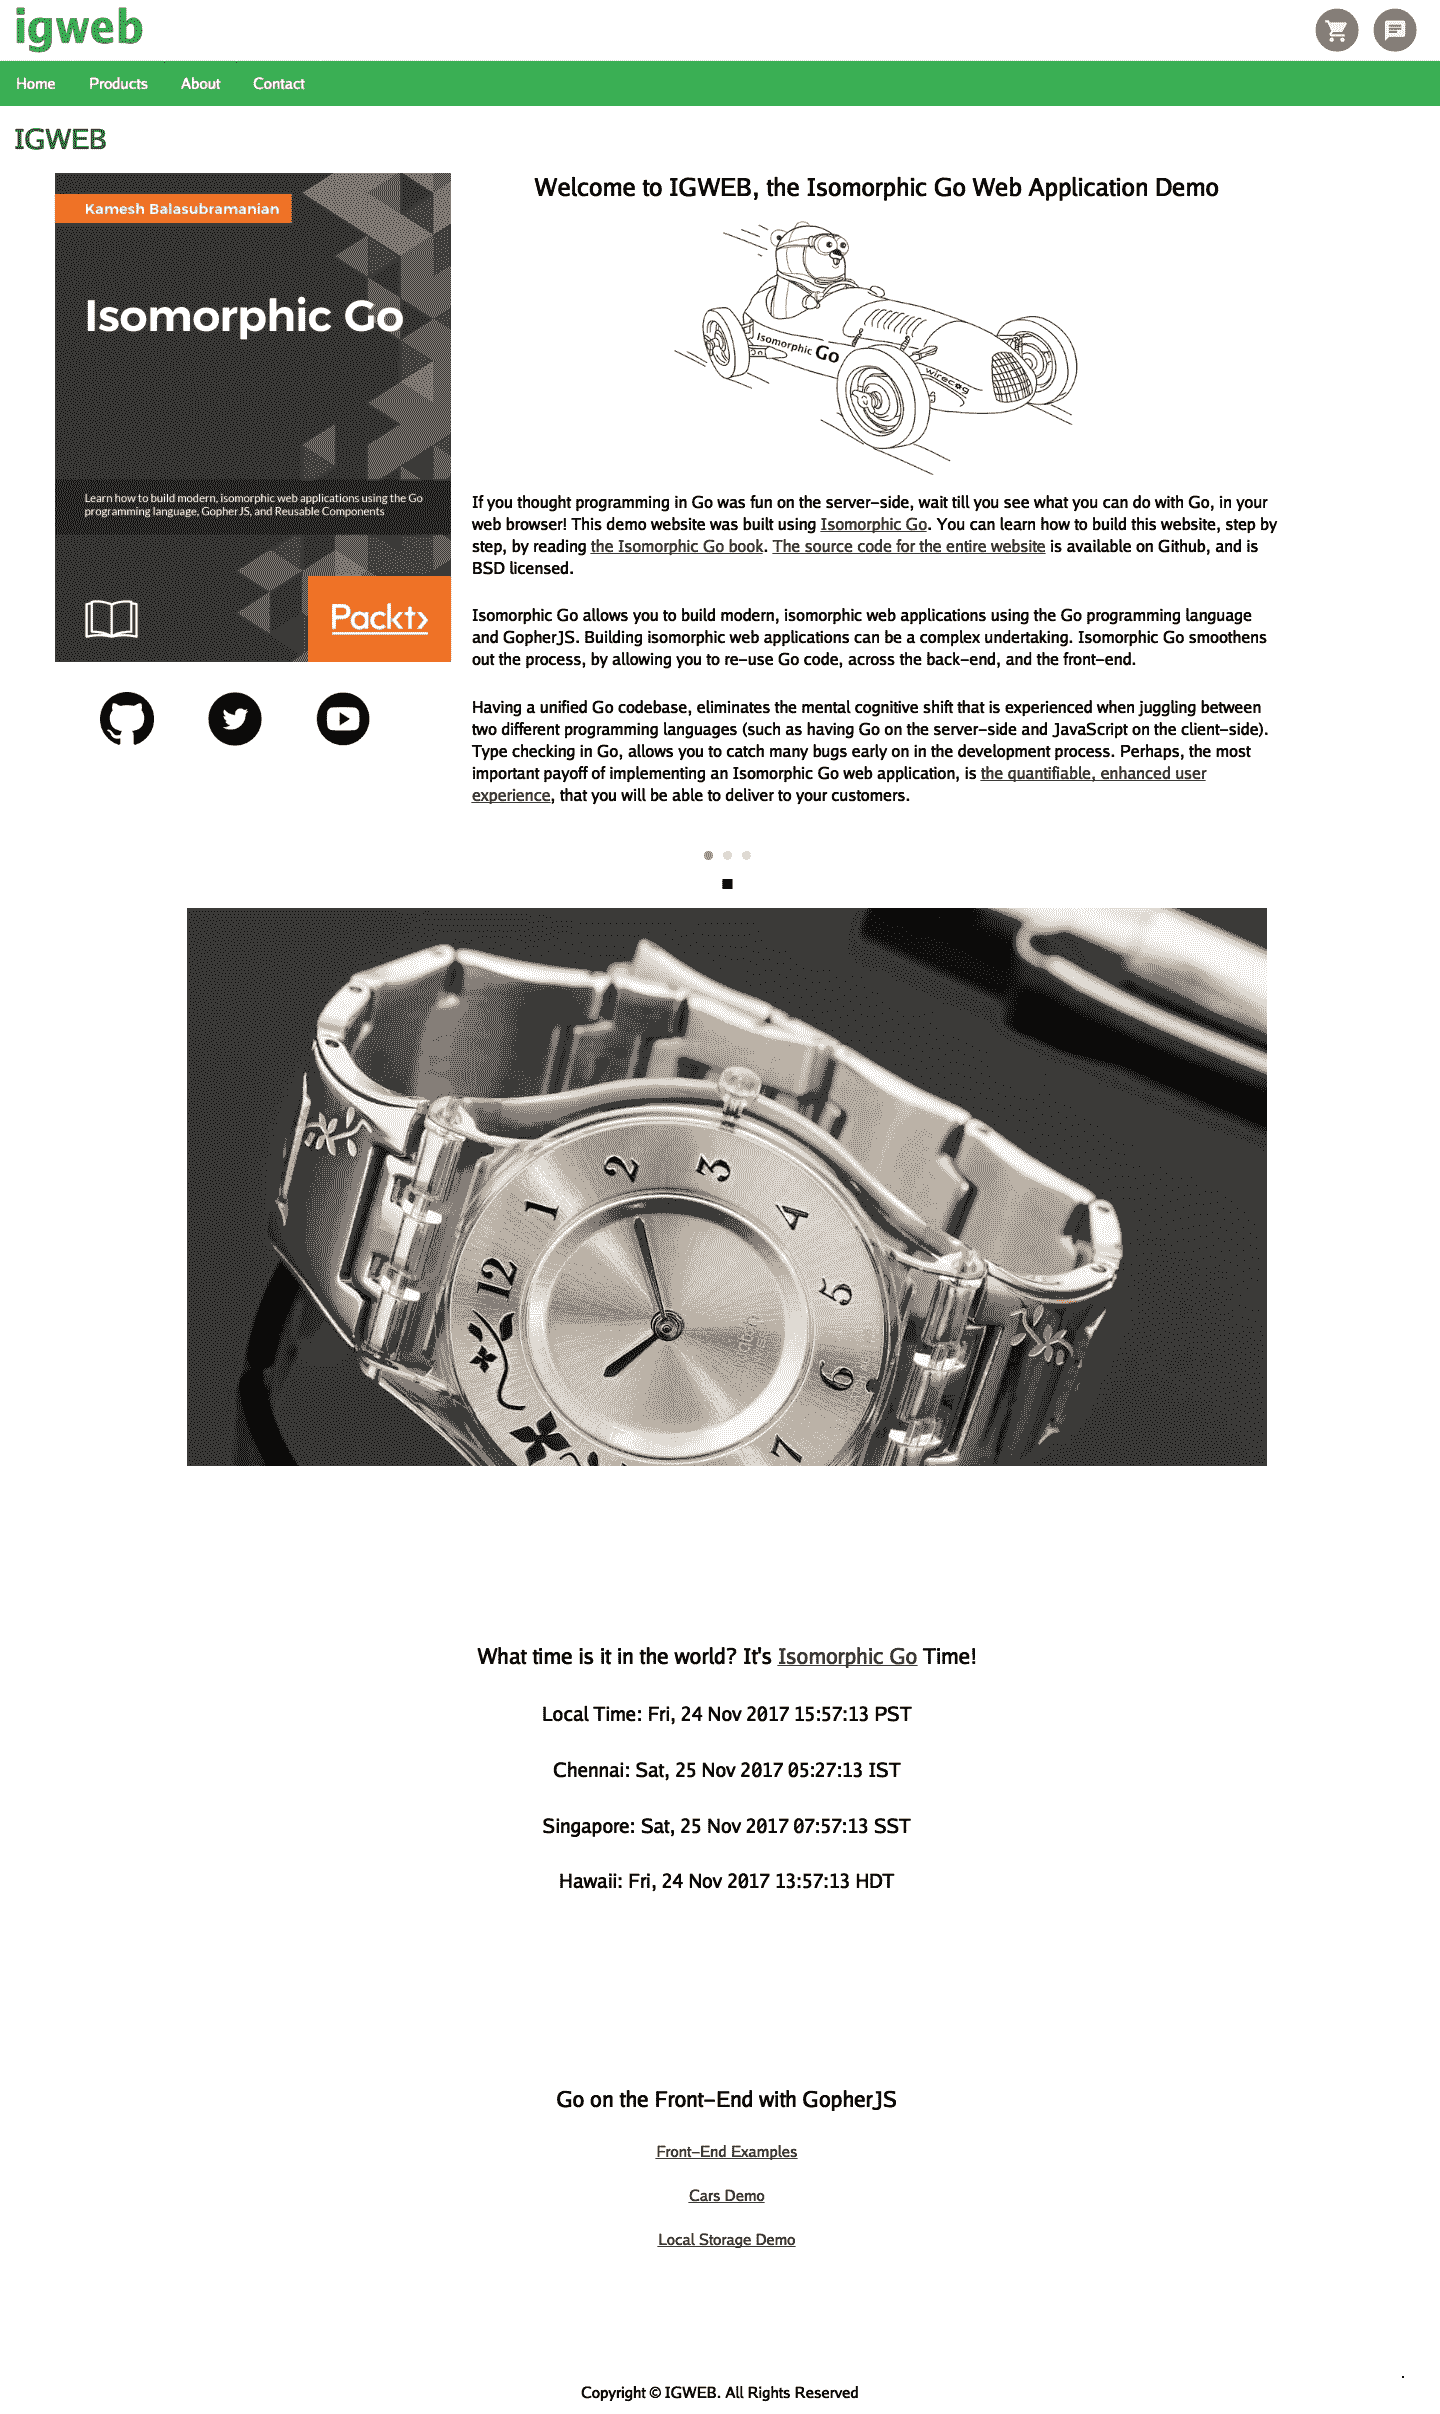 igweb
Home Products About Contact
IGWEB
Kamesh Balasubramanian
Isomorphic Go
Learn how to build modern, isomorphic web applications using the Go
programming language, GopherJS, and Reusable Components
Packt>
Welcome to IGWEB, the Isomorphic Go Web Application Demo
Isomorphic Go
wirecog
If you thought programming in Go was fun on the server-side, wait till you see what you can do with Go, in your
web browser! This demo website was built using Isomorphic Go. You can learn how to build this website, step by
step, by reading the Isomorphic Go book. The source code for the entire website is available on Github, and is
BSD licensed.
Isomorphic Go allows you to build modern, isomorphic web applications using the Go programming language
and GopherJS. Building isomorphic web applications can be a complex undertaking. Isomorphic Go smoothens
out the process, by allowing you to re-use Go code, across the back-end, and the front-end.
Having a unified Go codebase, eliminates the mental cognitive shift that is experienced when juggling between
two different programming languages (such as having Go on the server-side and JavaScript on the client-side).
Type checking in Go, allows you to catch many bugs early on in the development process. Perhaps, the most
important payoff of implementing an Isomorphic Go web application, is the quantifiable, enhanced user
experience, that you will be able to deliver to your customers.
12 1 2 3 4 5 6 7
What time is it in the world? It's Isomorphic Go Time!
Local Time: Fri, 24 Nov 2017 15:57:13 PST
Chennai: Sat, 25 Nov 2017 05:27:13 IST
Singapore: Sat, 25 Nov 2017 07:57:13 SST
Hawaii: Fri, 24 Nov 2017 13:57:13 HDT
Go on the Front-End with GopherJS
Front-End Examples
Cars Demo
Local Storage Demo
Copyright © IGWEB. All Rights Reserved